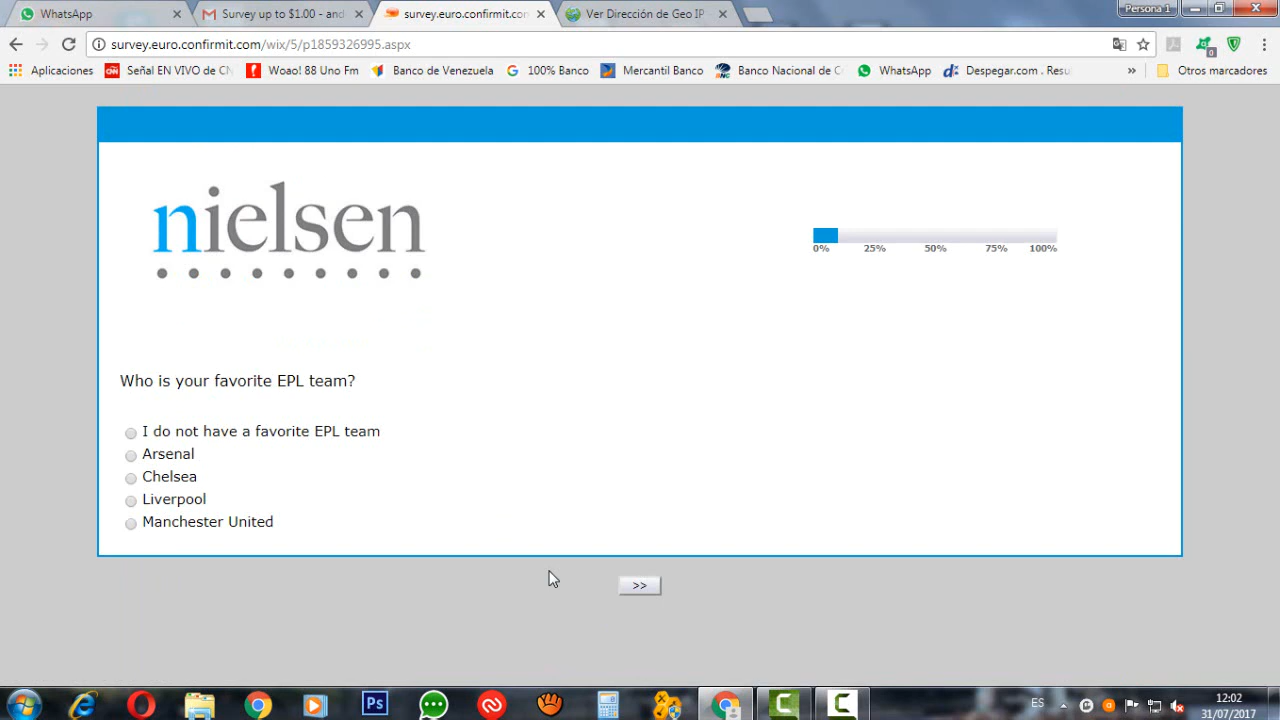 WhatsApp
Survey up to $1.00 - and
survey.euro.confirmit.co
Ver Dirección de Geo IP
Persona 1
survey.euro.confirmit.com/wix/5/p1859326995.aspx
Aplicaciones
Señal EN VIVO de CN
Woao! 88 Uno Fm
Banco de Venezuela
100% Banco
Mercantil Banco
Banco Nacional de C
WhatsApp
Despegar.com . Resu
»
Otros marcadores
nielsen
0% 25% 50% 75% 100%
Who is your favorite EPL team?
I do not have a favorite EPL team
Arsenal
Chelsea
Liverpool
Manchester United
>>
Ps
ES
12:02
31/07/2017